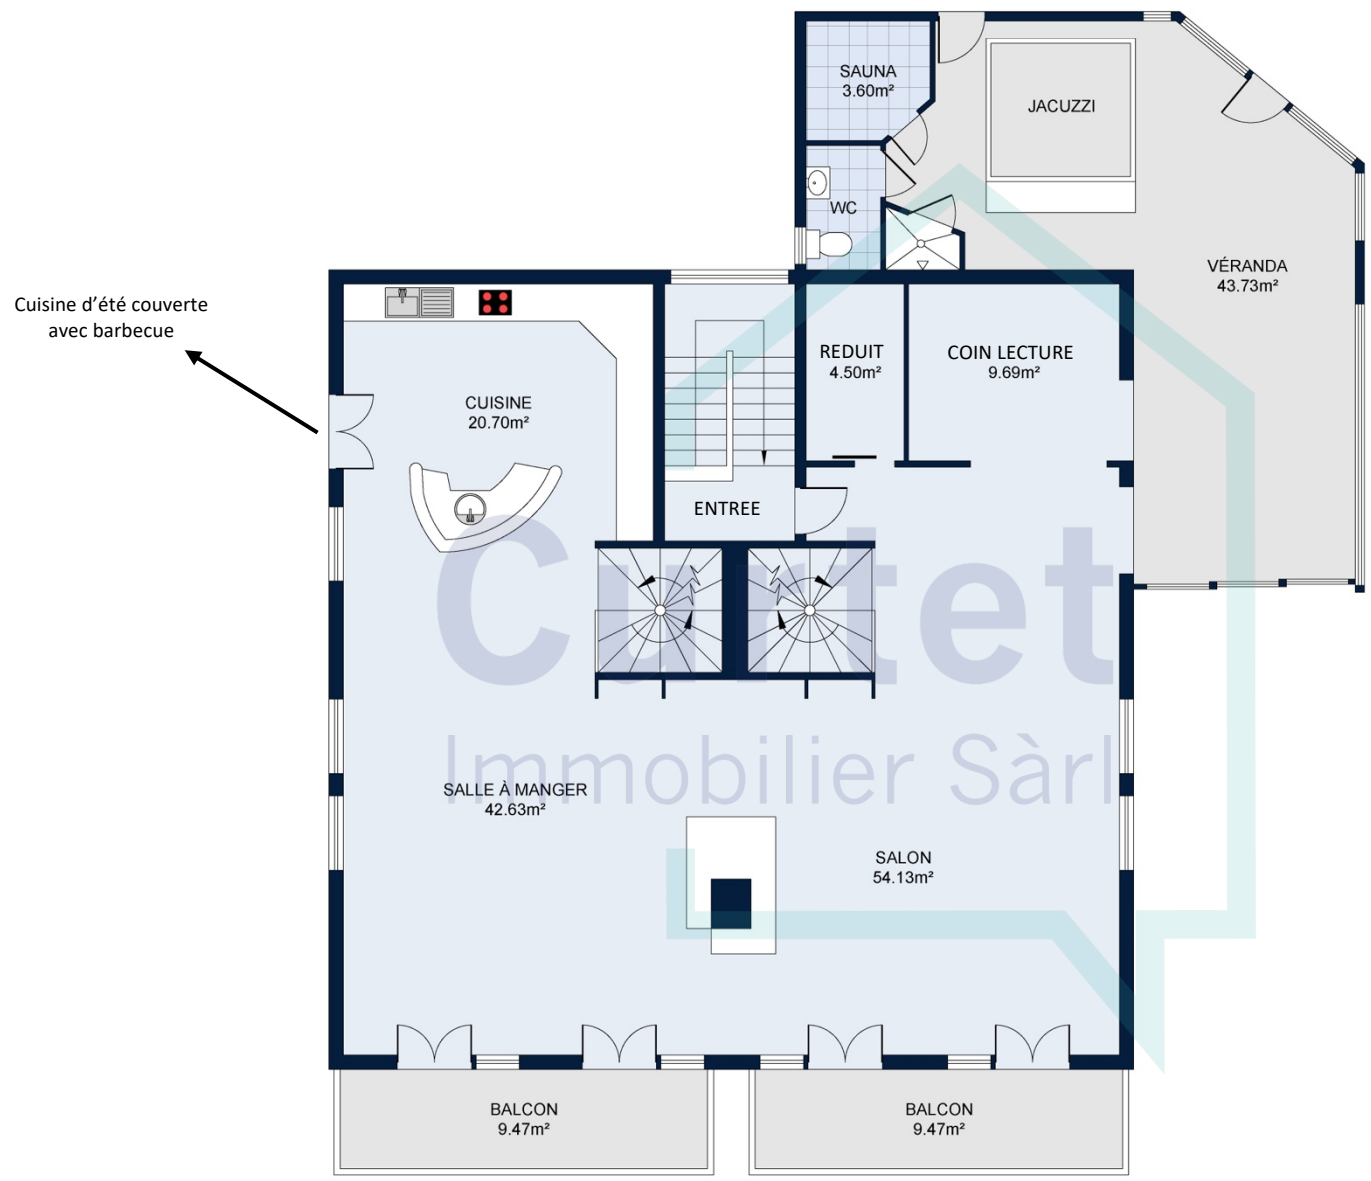 SAUNA
3.60m²
JACUZZI
WC
VÉRANDA
43.73m²
Cuisine d’été couverte
avec barbecue
REDUIT
4.50m²
COIN LECTURE
9.69m²
CUISINE
20.70m²
ENTREE
Curtet
Immobilier Sàrl
SALLE À MANGER
42.63m²
SALON
54.13m²
BALCON
9.47m²
BALCON
9.47m²